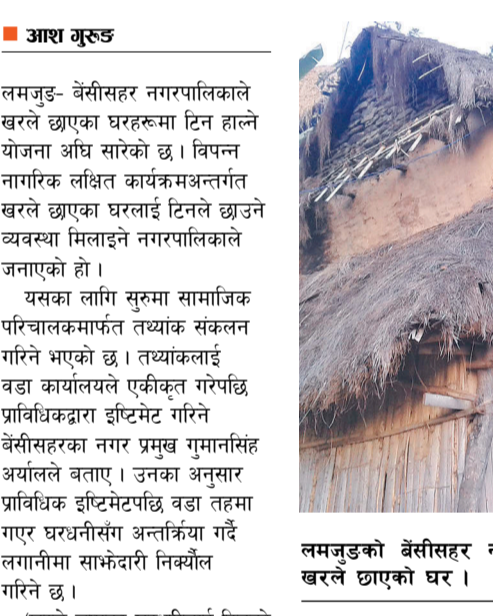 आश गुरुङ
लमजुङ- बेंसीसहर नगरपालिकाले
खरले छाएका घरहरूमा टिन हाल्ने
योजना अघि सारेको छ । विपन्न
नागरिक लक्षित कार्यक्रमअन्तर्गत
खरले छाएका घरलाई टिनले छाउने
व्यवस्था मिलाइने नगरपालिकाले
जनाएको हो ।
यसका लागि सुरुमा सामाजिक
परिचालकमार्फत तथ्यांक संकलन
गरिने भएको छ । तथ्यांकलाई
वडा कार्यालयले एकीकृत गरेपछि
प्राविधिकद्वारा इष्टिमेट गरिने
बेंसीसहरका नगर प्रमुख गुमानसिंह
अर्यालले बताए । उनका अनुसार
प्राविधिक इष्टिमेटपछि वडा तहमा
गएर घरधनीसँग अन्तर्क्रिया गर्दै
लगानीमा साझेदारी निर्क्यौल
गरिने छ ।
लमजुङको बेंसीसहर
खरले छाएको घर ।